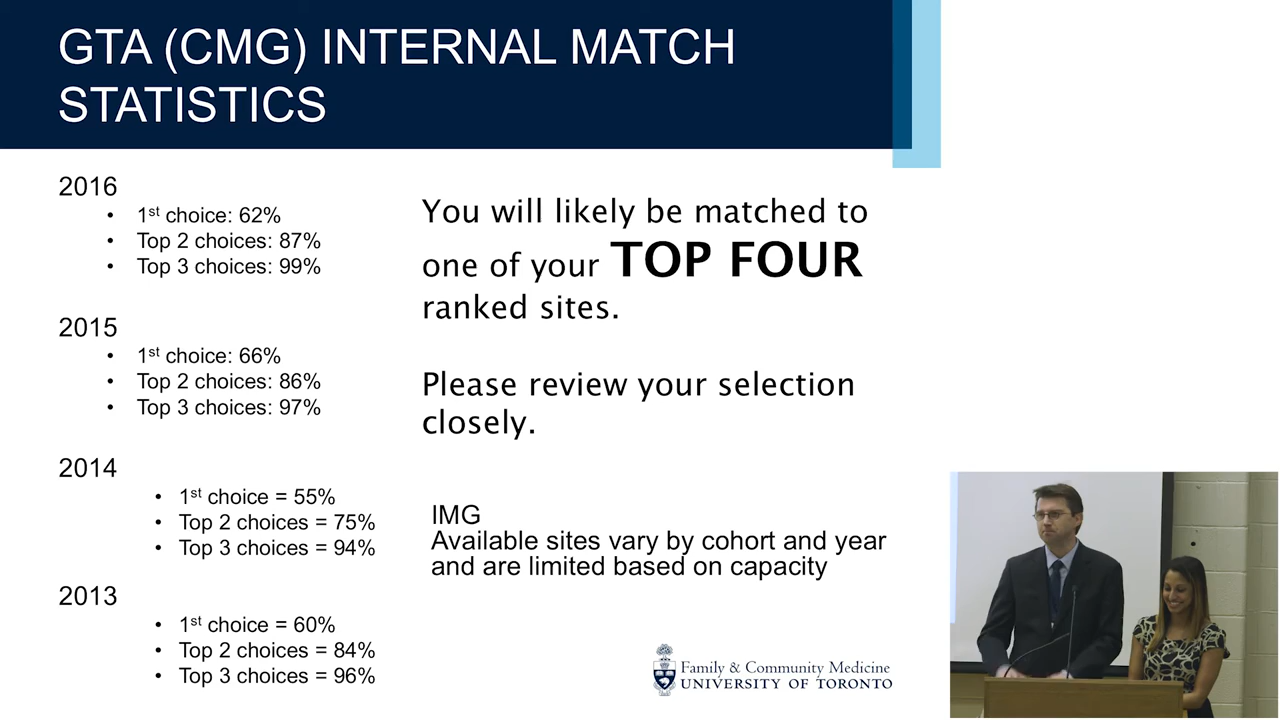 GTA (CMG) INTERNAL MATCH
STATISTICS
2016
• 1st choice: 62%
• Top 2 choices: 87%
• Top 3 choices: 99%
2015
• 1st choice: 66%
• Top 2 choices: 86%
• Top 3 choices: 97%
2014
• 1st choice = 55%
• Top 2 choices = 75%
• Top 3 choices = 94%
2013
• 1st choice = 60%
• Top 2 choices = 84%
• Top 3 choices = 96%
You will likely be matched to
one of your TOP FOUR
ranked sites.
Please review your selection
closely.
IMG
Available sites vary by cohort and year
and are limited based on capacity
Family & Community Medicine
UNIVERSITY OF TORONTO